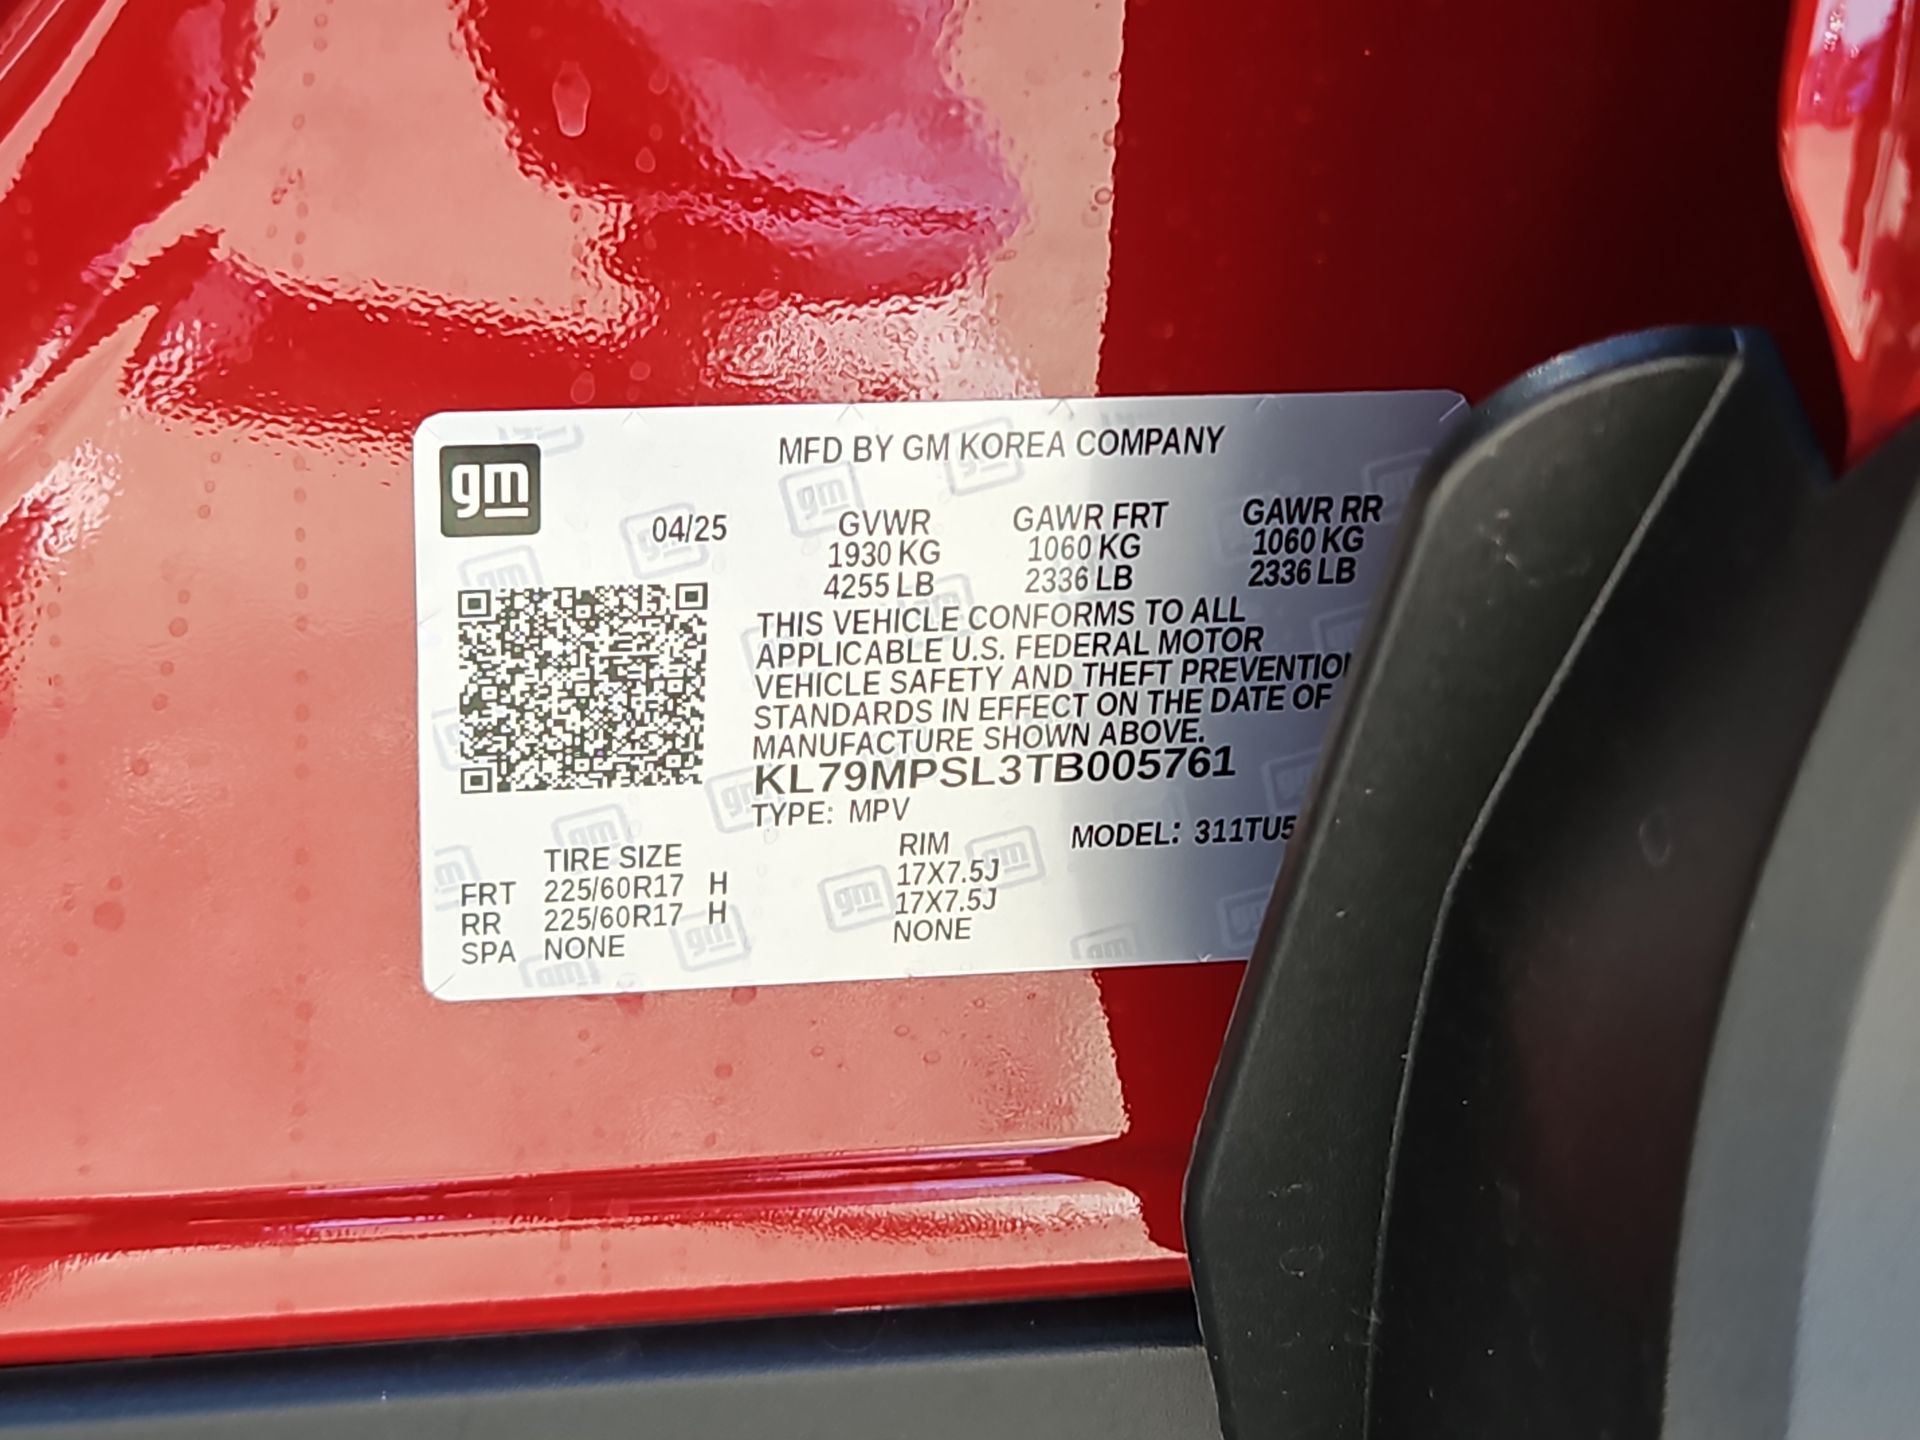 MFD BY GM KOREA COMPANY
gm
04/25
GVWR GAWR FRT GAWR RR
1930 KG 1060 KG 1060 KG
4255 LB 2336 LB 2336 LB
THIS VEHICLE CONFORMS TO ALL
APPLICABLE U.S. FEDERAL MOTOR
VEHICLE SAFETY AND THEFT PREVENTION
STANDARDS IN EFFECT ON THE DATE OF
MANUFACTURE SHOWN ABOVE.
KL79MPSL3TB005761
TYPE: MPV
MODEL: 311TU5
TIRE SIZE RIM
FRT 225/60R17 H 17X7.5J
RR 225/60R17 H 17X7.5J
SPA NONE NONE